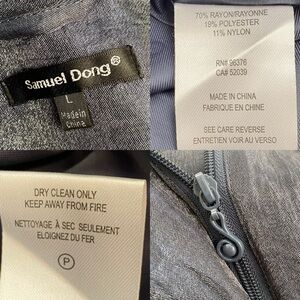 Samuel Dong®
L
Made in
China
70% RAYON/RAYONNE
19% POLYESTER
11% NYLON
RN# 96376
CA# 52039
MADE IN CHINA
FABRIQUE EN CHINE
SEE CARE REVERSE
ENTRETIEN VOIR AU VERSO
DRY CLEAN ONLY
KEEP AWAY FROM FIRE
NETTOYAGE À SEC SEULEMENT
ELOIGNEZ DU FER
P